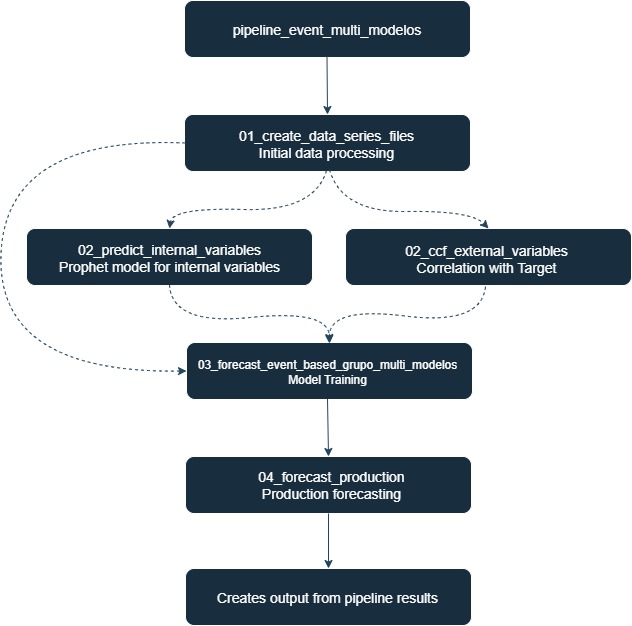 pipeline_event_multi_modelos
01_create_data_series_files
Initial data processing
02_predict_internal_variables
Prophet model for internal variables
02_ccf_external_variables
Correlation with Target
03_forecast_event_based_grupo_multi_modelos
Model Training
04_forecast_production
Production forecasting
Creates output from pipeline results